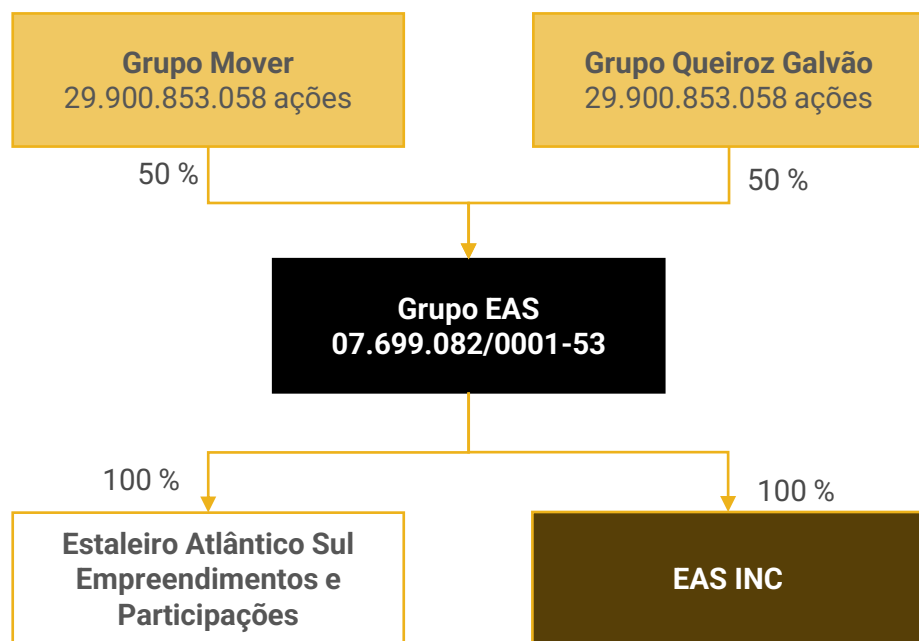 Grupo Mover
29.900.853.058 ações
Grupo Queiroz Galvão
29.900.853.058 ações
50 %
50 %
Grupo EAS
07.699.082/0001-53
100 %
100 %
Estaleiro Atlântico Sul
Empreendimentos e
Participações
EAS INC